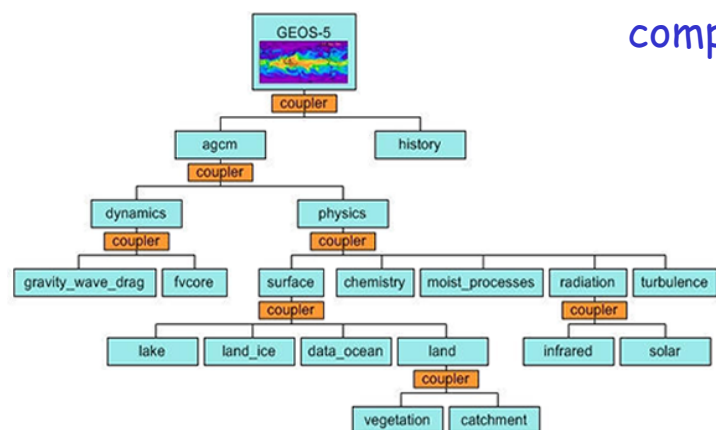 GEOS-5
comp
coupler
agcm history
coupler
dynamics physics
coupler coupler
gravity_wave_drag fvcore surface chemistry moist_processes radiation turbulence
coupler coupler
lake land_ice data_ocean land infrared solar
coupler
vegetation catchment